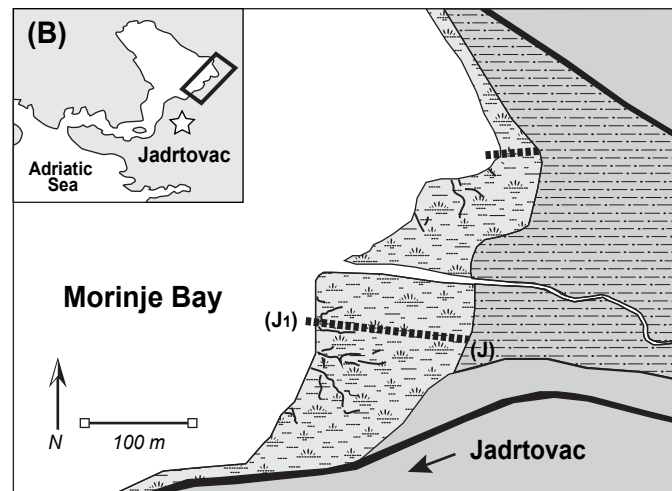 (B)
Adriatic
Sea
Jadrtovac
Morinje Bay
(J1)
(J)
N
100 m
Jadrtovac